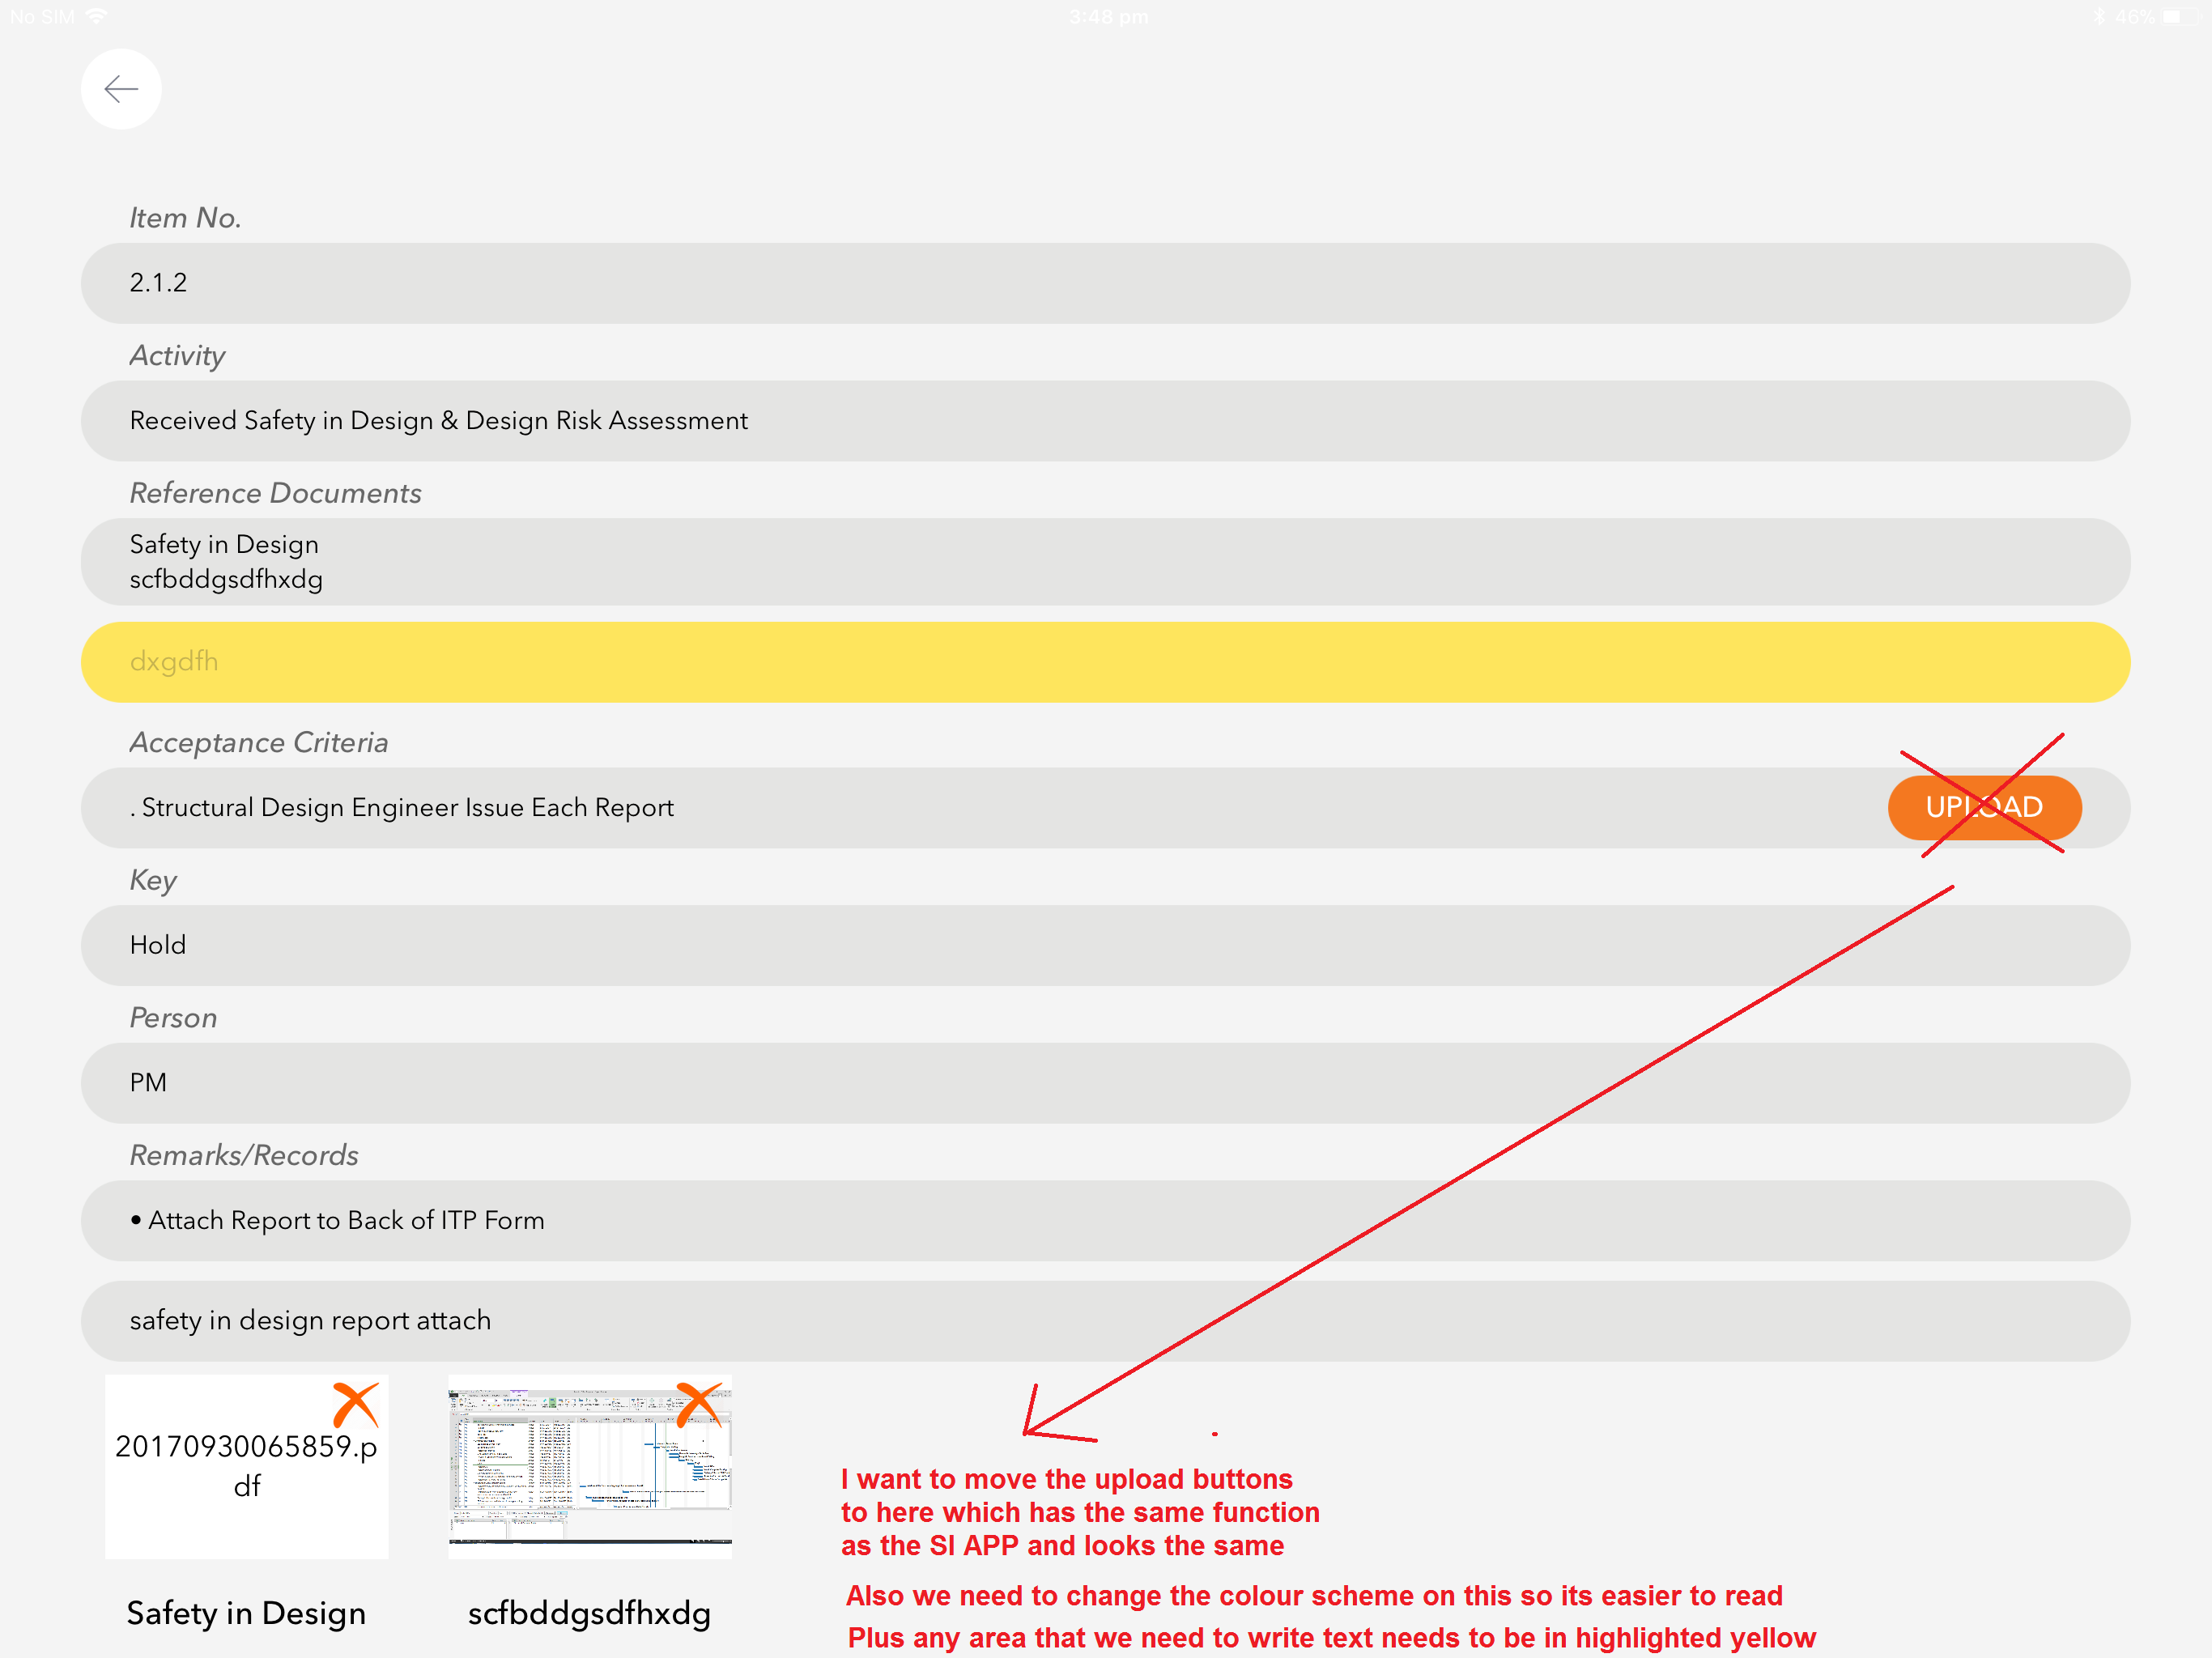 No SIM
3:48 pm
46%
Item No.
2.1.2
Activity
Received Safety in Design & Design Risk Assessment
Reference Documents
Safety in Design
scfbddgsdfhxdg
dxgdfh
Acceptance Criteria
. Structural Design Engineer Issue Each Report
UPLOAD
Key
Hold
Person
PM
Remarks/Records
• Attach Report to Back of ITP Form
safety in design report attach
20170930065859.p
df
Safety in Design
scfbddgsdfhxdg
I want to move the upload buttons
to here which has the same function
as the SI APP and looks the same
Also we need to change the colour scheme on this so its easier to read
Plus any area that we need to write text needs to be in highlighted yellow